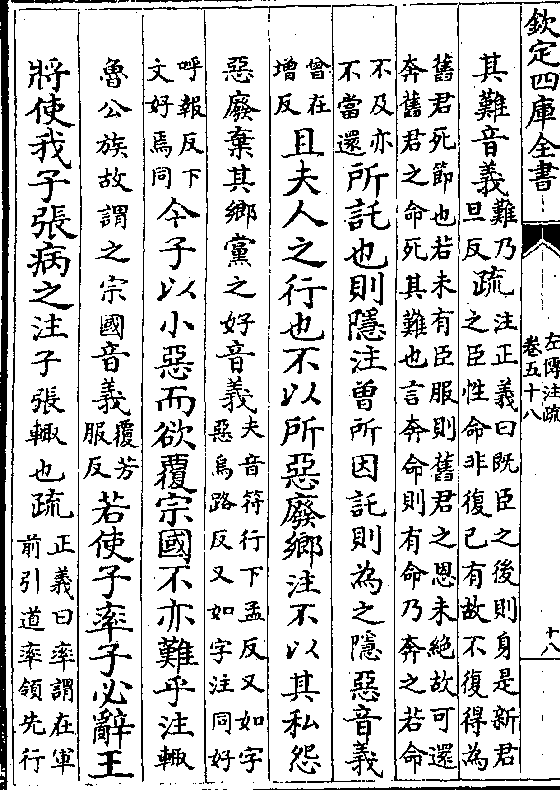 欽定四庫全書
左傳注疏
卷五十八
十八
其難音義難乃旦反疏注正義曰既臣之後則身是新君之臣性命非復己有故不復得為
舊君死節也若未有臣服則舊君之恩未絶故可還奔舊君之命死其難也言奔命則有命乃奔之若命
不及亦不當還所託也則隱注曽所因託則為之隱惡音義
曾在增反且夫人之行也不以所惡廢鄉注不以其私怨
惡廢棄其鄉黨之好音義夫音符行下孟反又如字惡烏路反又如字注同好
呼報反下文好焉同今子以小惡而欲覆宗國不亦難乎注輙
魯公族故謂之宗國音義覆芳服反若使子率子必辭王
將使我子張病之注子張輙也疏正義曰率謂在軍前引道率領先行